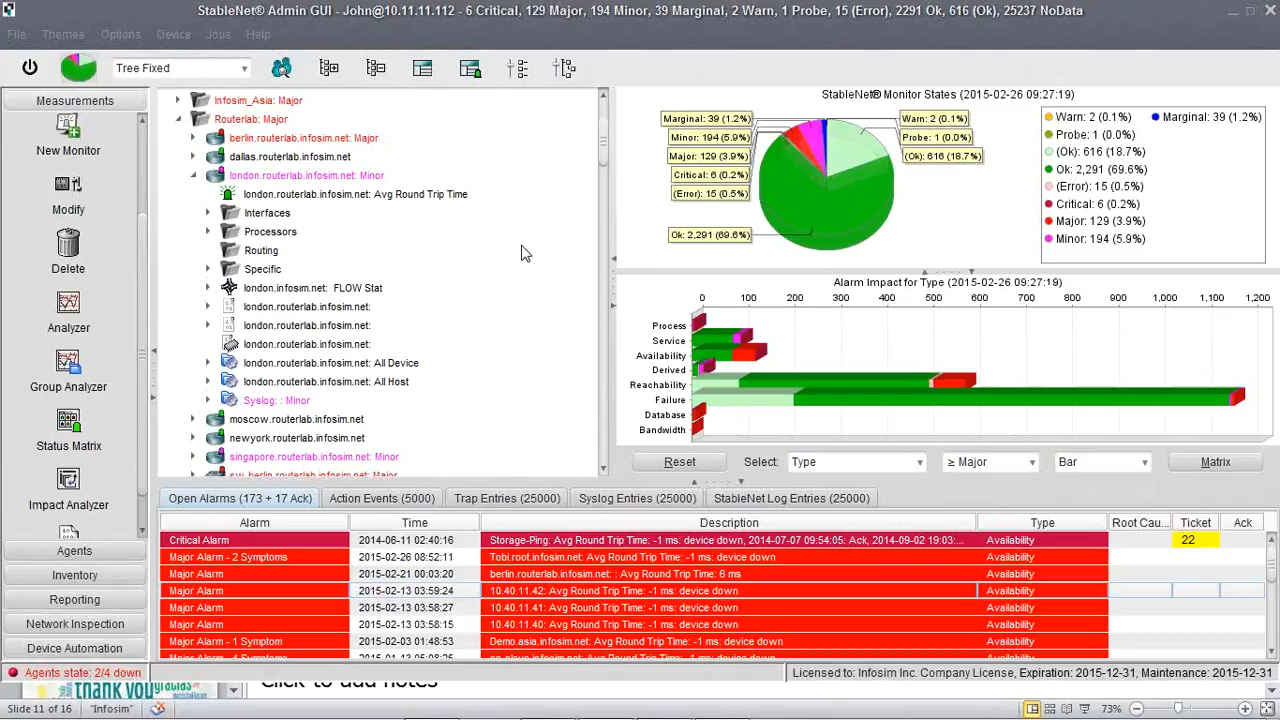 StableNet® Admin GUI - John@10.11.11.112 - 6 Critical, 129 Major, 194 Minor, 39 Marginal, 2 Warn, 1 Probe, 15 (Error), 2291 Ok, 616 (Ok), 25237 NoData
File Themes Options Device Jobs Help
Tree Fixed
Measurements
New Monitor
Modify
Delete
Analyzer
Group Analyzer
Status Matrix
Impact Analyzer
Agents
Inventory
Reporting
Network Inspection
Device Automation
Infosim_Asia: Major
Routerlab: Major
berlin.routerlab.infosim.net: Major
dallas.routerlab.infosim.net
london.routerlab.infosim.net: Minor
london.routerlab.infosim.net: Avg Round Trip Time
Interfaces
Processors
Routing
Specific
london.infosim.net: FLOW Stat
london.routerlab.infosim.net:
london.routerlab.infosim.net:
london.routerlab.infosim.net:
london.routerlab.infosim.net: All Device
london.routerlab.infosim.net: All Host
Syslog: : Minor
moscow.routerlab.infosim.net
newyork.routerlab.infosim.net
singapore.routerlab.infosim.net: Minor
sw_berlin.routerlab.infosim.net: Major
StableNet® Monitor States (2015-02-26 09:27:19)
Marginal: 39 (1.2%)
Minor: 194 (5.9%)
Major: 129 (3.9%)
Critical: 6 (0.2%)
(Error): 15 (0.5%)
Ok: 2,291 (69.6%)
Warn: 2 (0.1%)
Probe: 1 (0.0%)
(Ok): 616 (18.7%)
Warn: 2 (0.1%) Marginal: 39 (1.2%)
Probe: 1 (0.0%)
(Ok): 616 (18.7%)
Ok: 2,291 (69.6%)
(Error): 15 (0.5%)
Critical: 6 (0.2%)
Major: 129 (3.9%)
Minor: 194 (5.9%)
Alarm Impact for Type (2015-02-26 09:27:19)
0 100 200 300 400 500 600 700 800 900 1,000 1,100 1,200
Process
Service
Availability
Derived
Reachability
Failure
Database
Bandwidth
Reset Select: Type ≥ Major Bar Matrix
Open Alarms (173 + 17 Ack) Action Events (5000) Trap Entries (25000) Syslog Entries (25000) StableNet Log Entries (25000)
Alarm Time Description Type Root Cau... Ticket Ack
Critical Alarm 2014-06-11 02:40:16 Storage-Ping: Avg Round Trip Time: -1 ms: device down, 2014-07-07 09:54:05: Ack, 2014-09-02 19:03:... Availability 22
Major Alarm - 2 Symptoms 2015-02-26 08:52:11 Tobi.root.infosim.net: Avg Round Trip Time: -1 ms: device down Availability
Major Alarm 2015-02-21 00:03:20 berlin.routerlab.infosim.net: : Avg Round Trip Time: 6 ms Availability
Major Alarm 2015-02-13 03:59:24 10.40.11.42: Avg Round Trip Time: -1 ms: device down Availability
Major Alarm 2015-02-13 03:58:27 10.40.11.41: Avg Round Trip Time: -1 ms: device down Availability
Major Alarm 2015-02-13 03:58:15 10.40.11.40: Avg Round Trip Time: -1 ms: device down Availability
Major Alarm - 1 Symptom 2015-02-03 01:48:53 Demo.asia.infosim.net: Avg Round Trip Time: -1 ms: device down Availability
Agents state: 2/4 down
Licensed to: Infosim Inc. Company License, Expiration: 2015-12-31, Maintenance: 2015-12-31
thank you gracias
Click to add notes
Slide 11 of 16 "Infosim" 73%